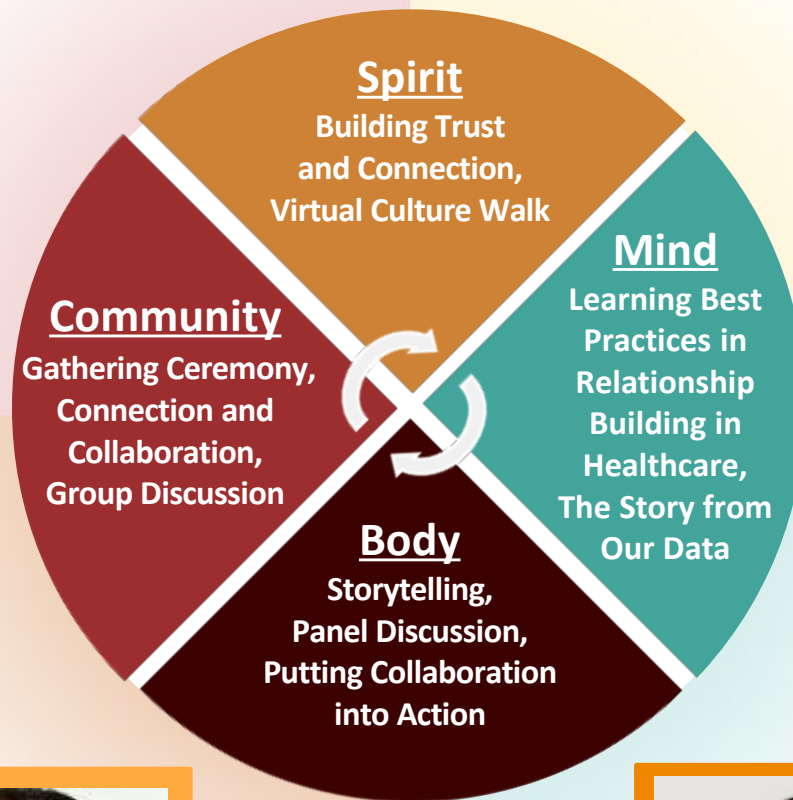 Spirit
Building Trust
and Connection,
Virtual Culture Walk
Mind
Learning Best
Practices in
Relationship
Building in
Healthcare,
The Story from
Our Data
Community
Gathering Ceremony,
Connection and
Collaboration,
Group Discussion
Body
Storytelling,
Panel Discussion,
Putting Collaboration
into Action